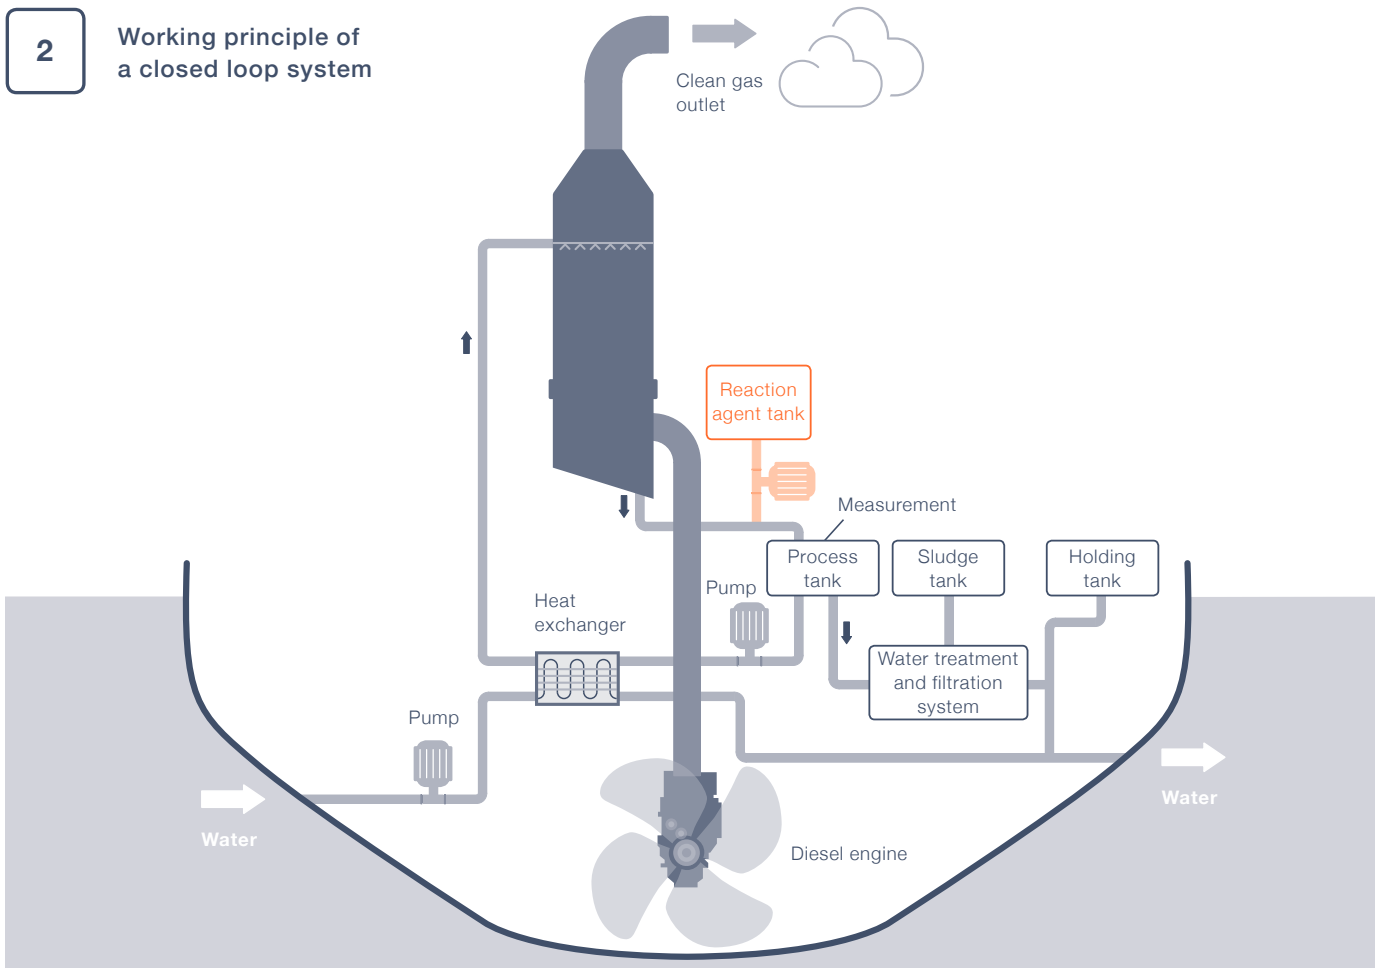 2
Working principle of
a closed loop system
Clean gas
outlet
Reaction
agent tank
Measurement
Process
tank
Sludge
tank
Holding
tank
Pump
Heat
exchanger
Water treatment
and filtration
system
Pump
Water
Water
Diesel engine